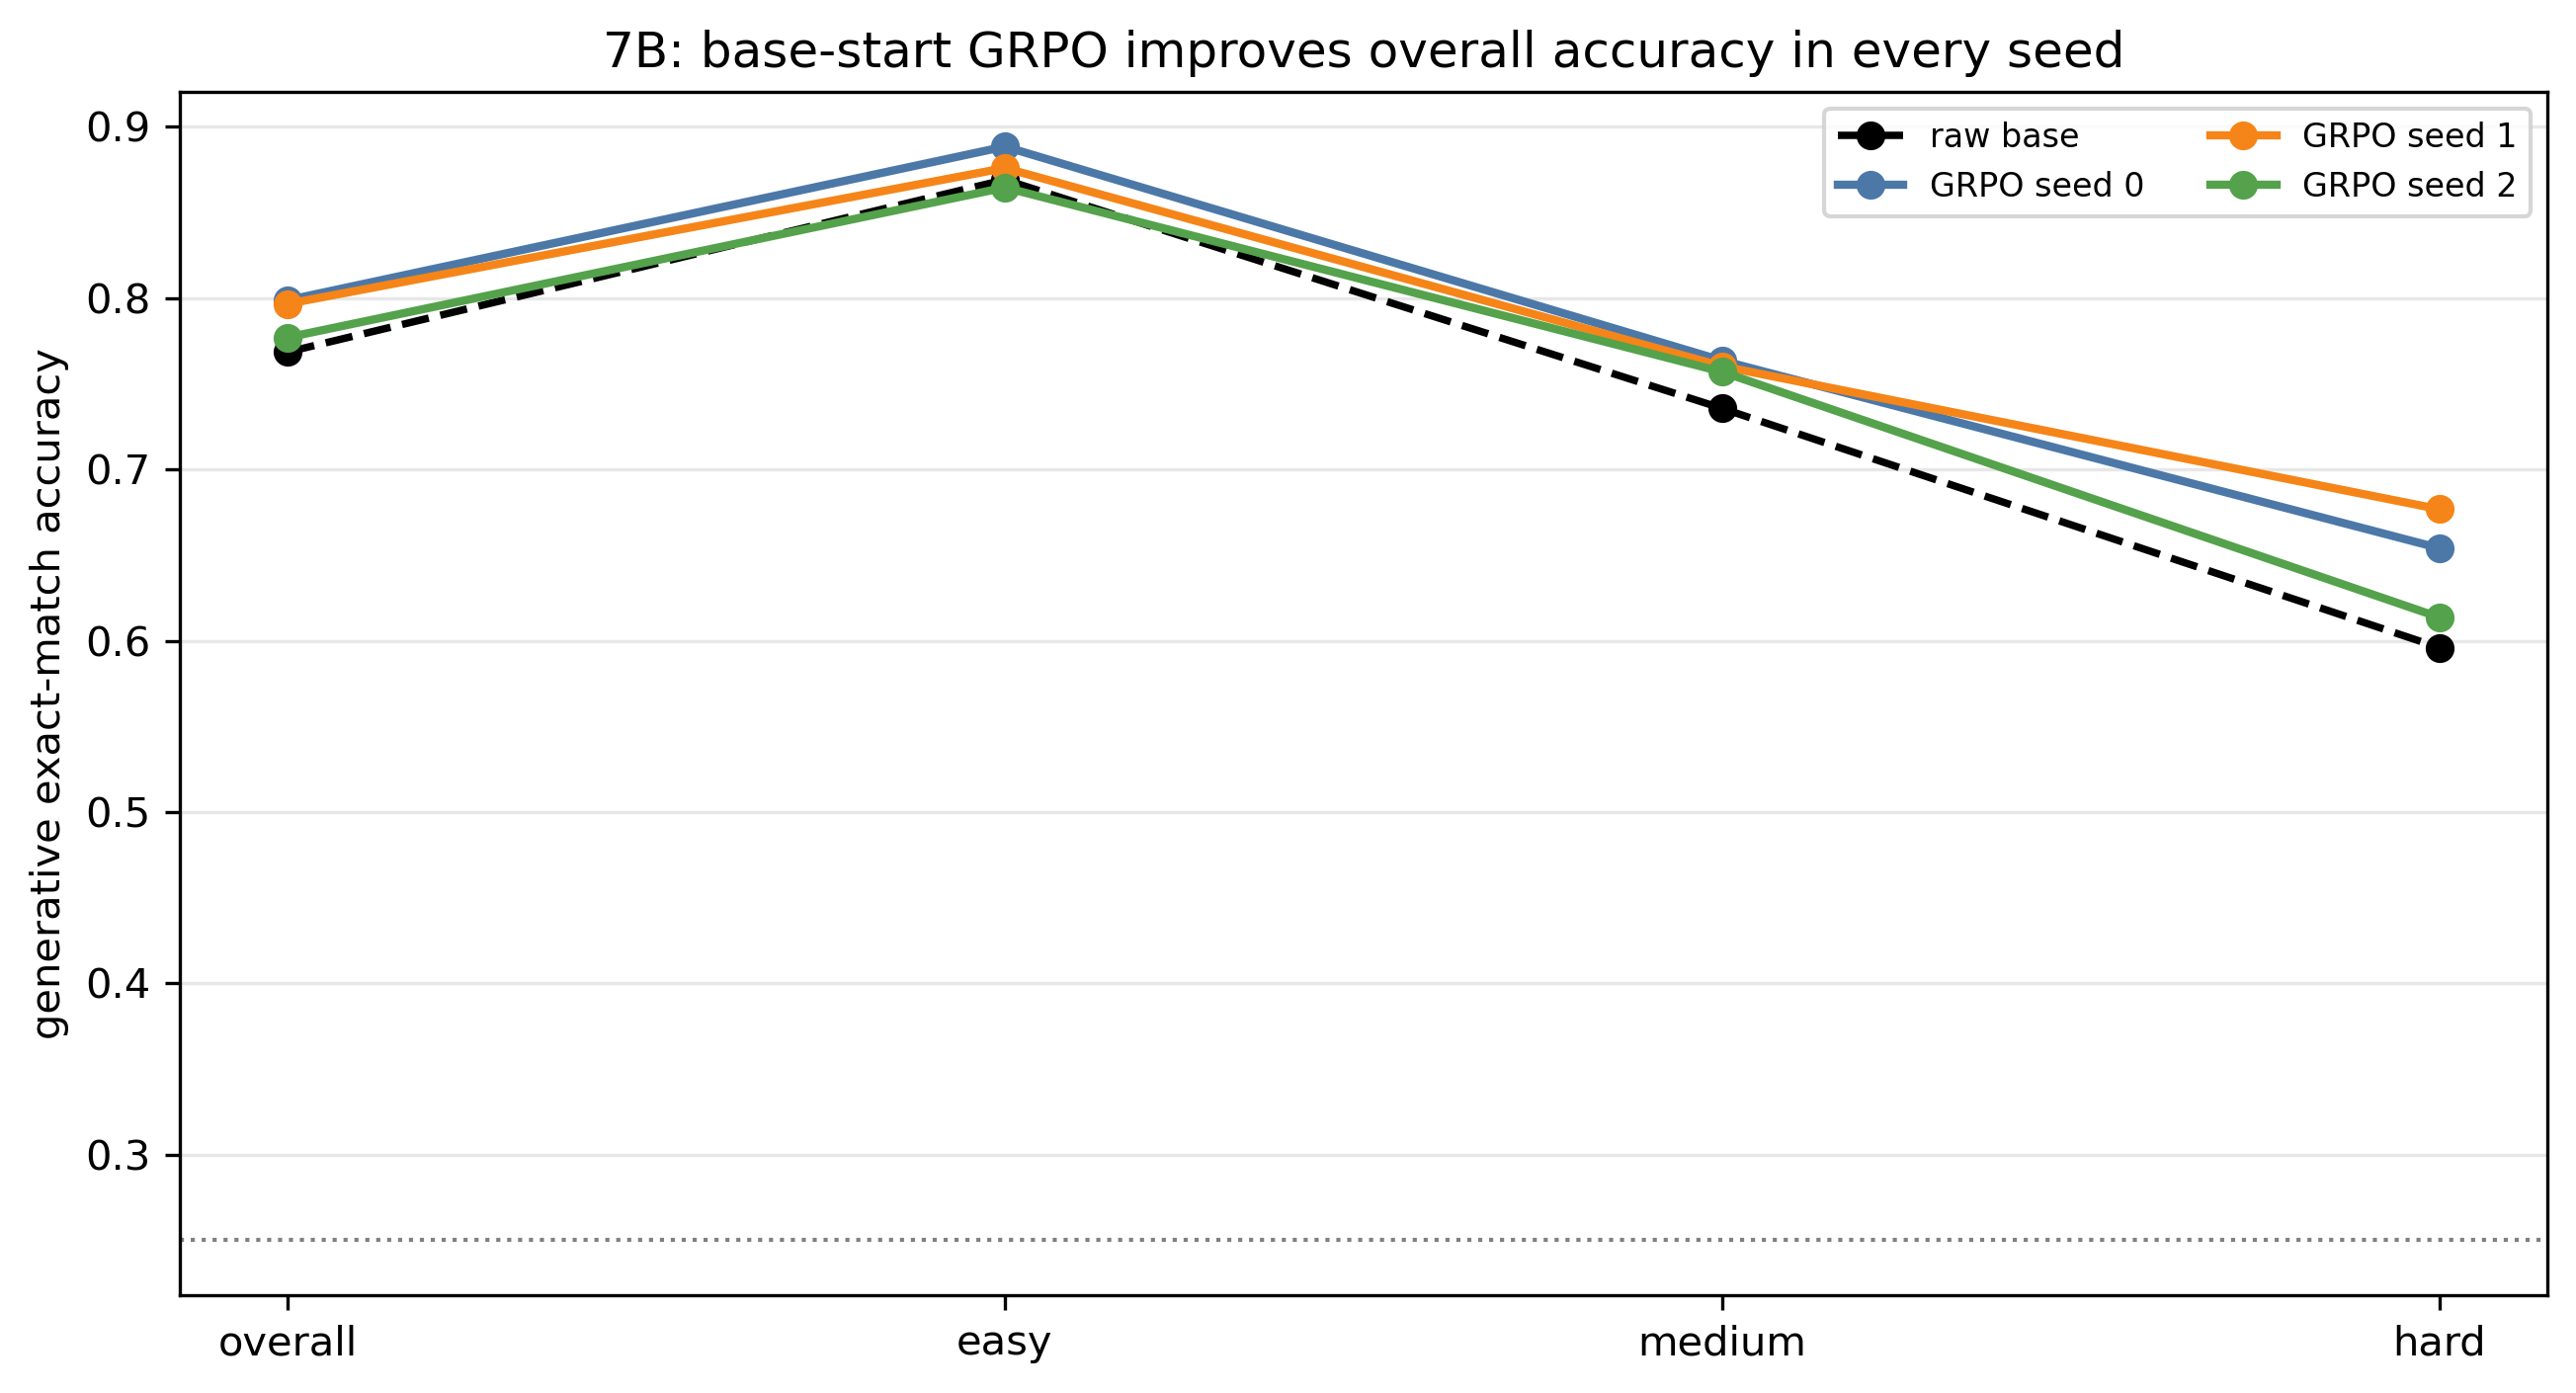 7B: base-start GRPO improves overall accuracy in every seed
raw base
GRPO seed 0
GRPO seed 1
GRPO seed 2
generative exact-match accuracy
0.9
0.8
0.7
0.6
0.5
0.4
0.3
overall
easy
medium
hard